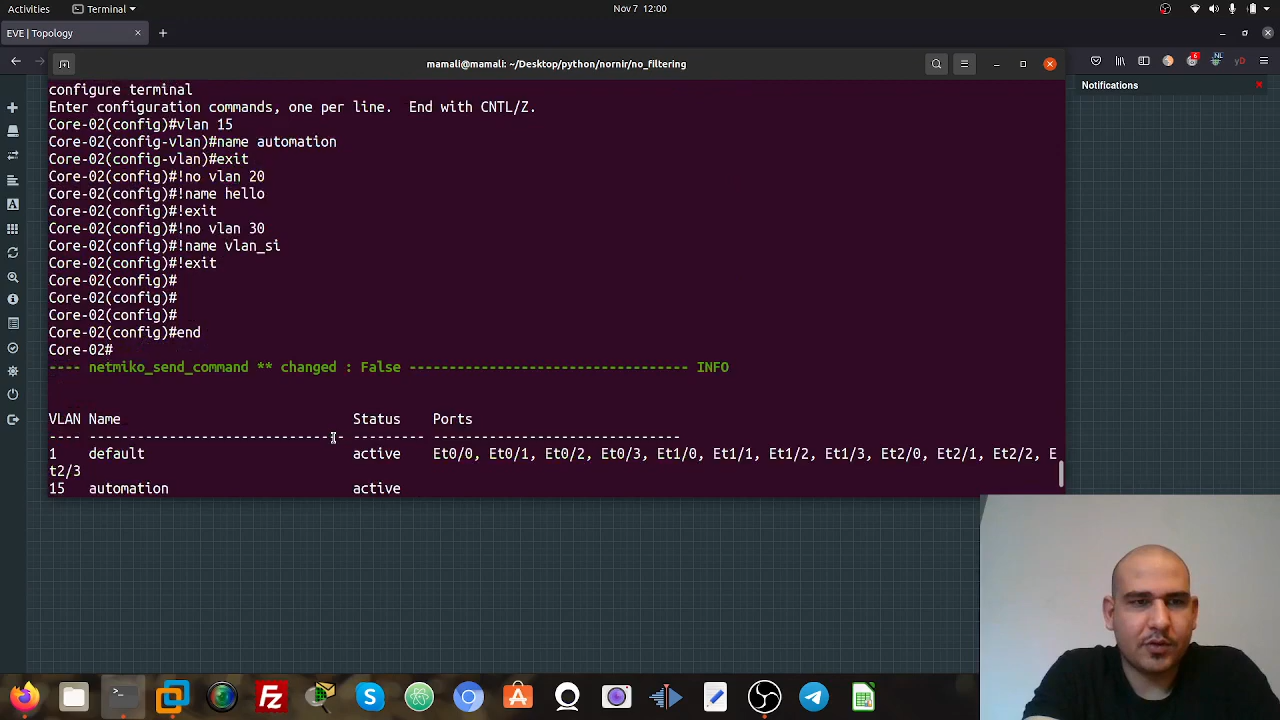 Activities
Terminal
Nov 7 12:00
EVE | Topology
mamali@mamali: ~/Desktop/python/nornir/no_filtering
Notifications
configure terminal
Enter configuration commands, one per line.  End with CNTL/Z.
Core-02(config)#vlan 15
Core-02(config-vlan)#name automation
Core-02(config-vlan)#exit
Core-02(config)#!no vlan 20
Core-02(config)#!name hello
Core-02(config)#!exit
Core-02(config)#!no vlan 30
Core-02(config)#!name vlan_si
Core-02(config)#!exit
Core-02(config)#
Core-02(config)#
Core-02(config)#
Core-02(config)#end
Core-02#
---- netmiko_send_command ** changed : False ----------------------------------- INFO
VLAN Name                             Status    Ports
---- -------------------------------- --------- -------------------------------
1    default                          active    Et0/0, Et0/1, Et0/2, Et0/3, Et1/0, Et1/1, Et1/2, Et1/3, Et2/0, Et2/1, Et2/2, E
t2/3
15   automation                       active